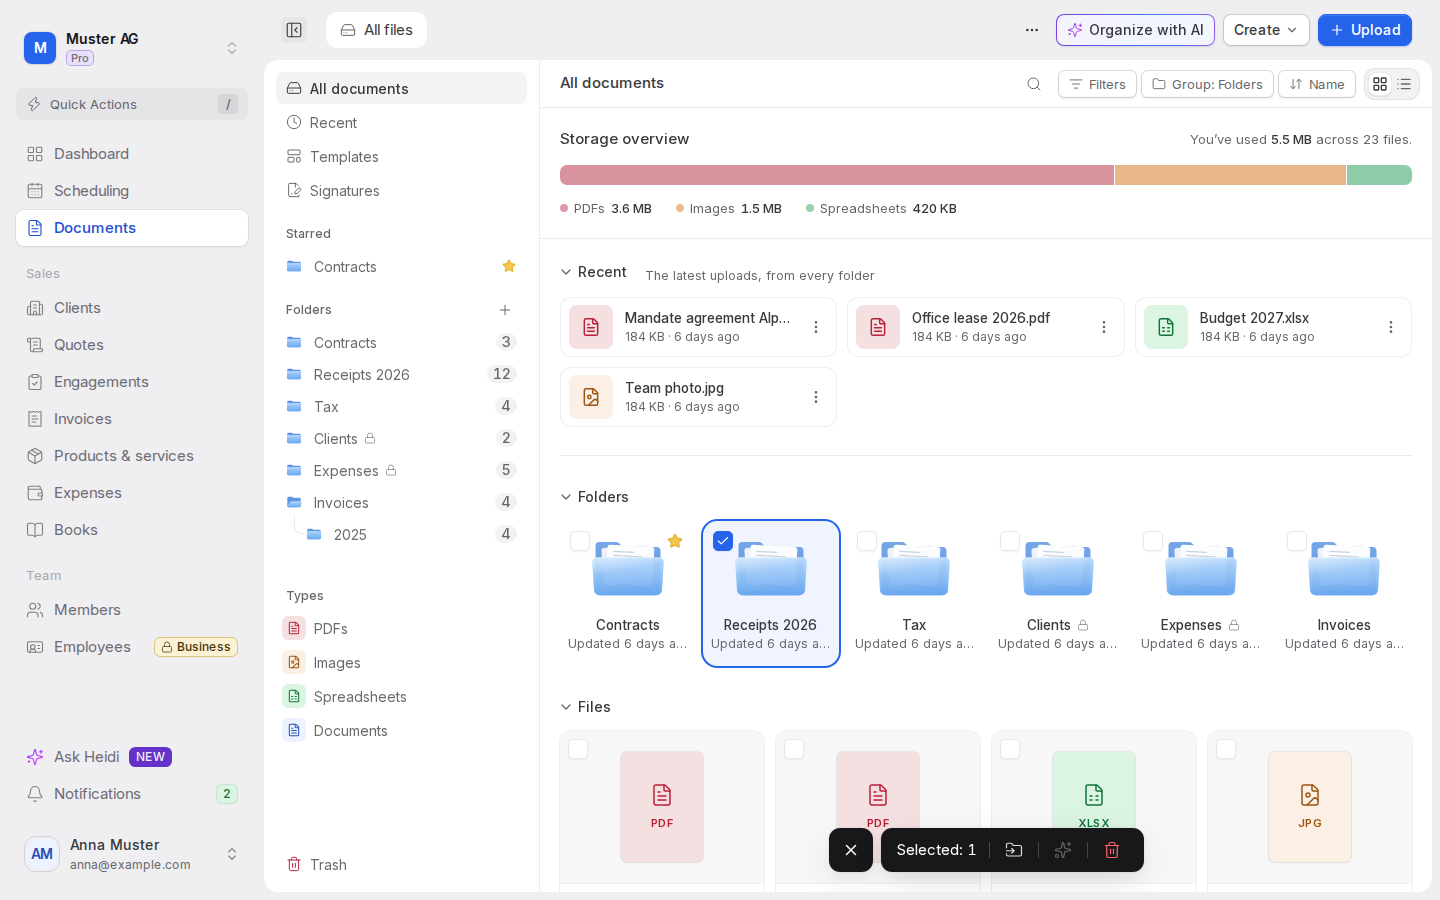 M
Muster AG
Pro
Quick Actions
/
Dashboard
Scheduling
Documents
Sales
Clients
Quotes
Engagements
Invoices
Products & services
Expenses
Books
Team
Members
Employees
Business
Ask Heidi
NEW
Notifications
2
AM
Anna Muster
anna@example.com
All files
Organize with AI
Create
Upload
All documents
Recent
Templates
Signatures
Starred
Contracts
Folders
Contracts
3
Receipts 2026
12
Tax
4
Clients
2
Expenses
5
Invoices
4
2025
4
Types
PDFs
Images
Spreadsheets
Documents
Trash
All documents
Filters
Group: Folders
Name
Storage overview
You've used 5.5 MB across 23 files.
PDFs 3.6 MB
Images 1.5 MB
Spreadsheets 420 KB
Recent
The latest uploads, from every folder
Mandate agreement Alp...
184 KB · 6 days ago
Office lease 2026.pdf
184 KB · 6 days ago
Budget 2027.xlsx
184 KB · 6 days ago
Team photo.jpg
184 KB · 6 days ago
Folders
Contracts
Updated 6 days a...
Receipts 2026
Updated 6 days a...
Tax
Updated 6 days a...
Clients
Updated 6 days a...
Expenses
Updated 6 days a...
Invoices
Updated 6 days a...
Files
PDF
PDF
XLSX
JPG
Selected: 1